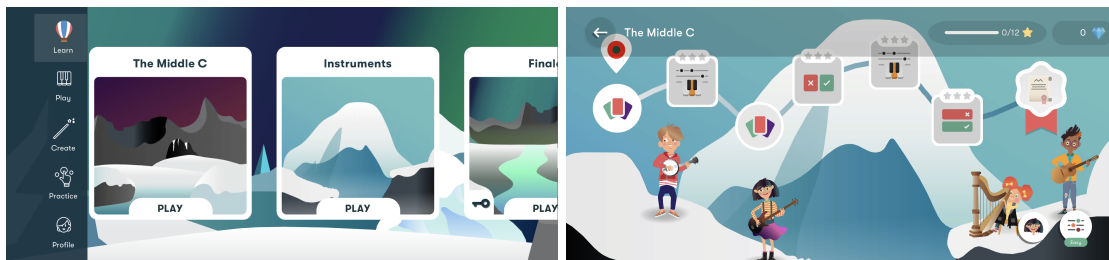 Learn
Play
Create
Practice
Profile
The Middle C
PLAY
Instruments
PLAY
Finale
PLAY
The Middle C
0/12
0
Easy